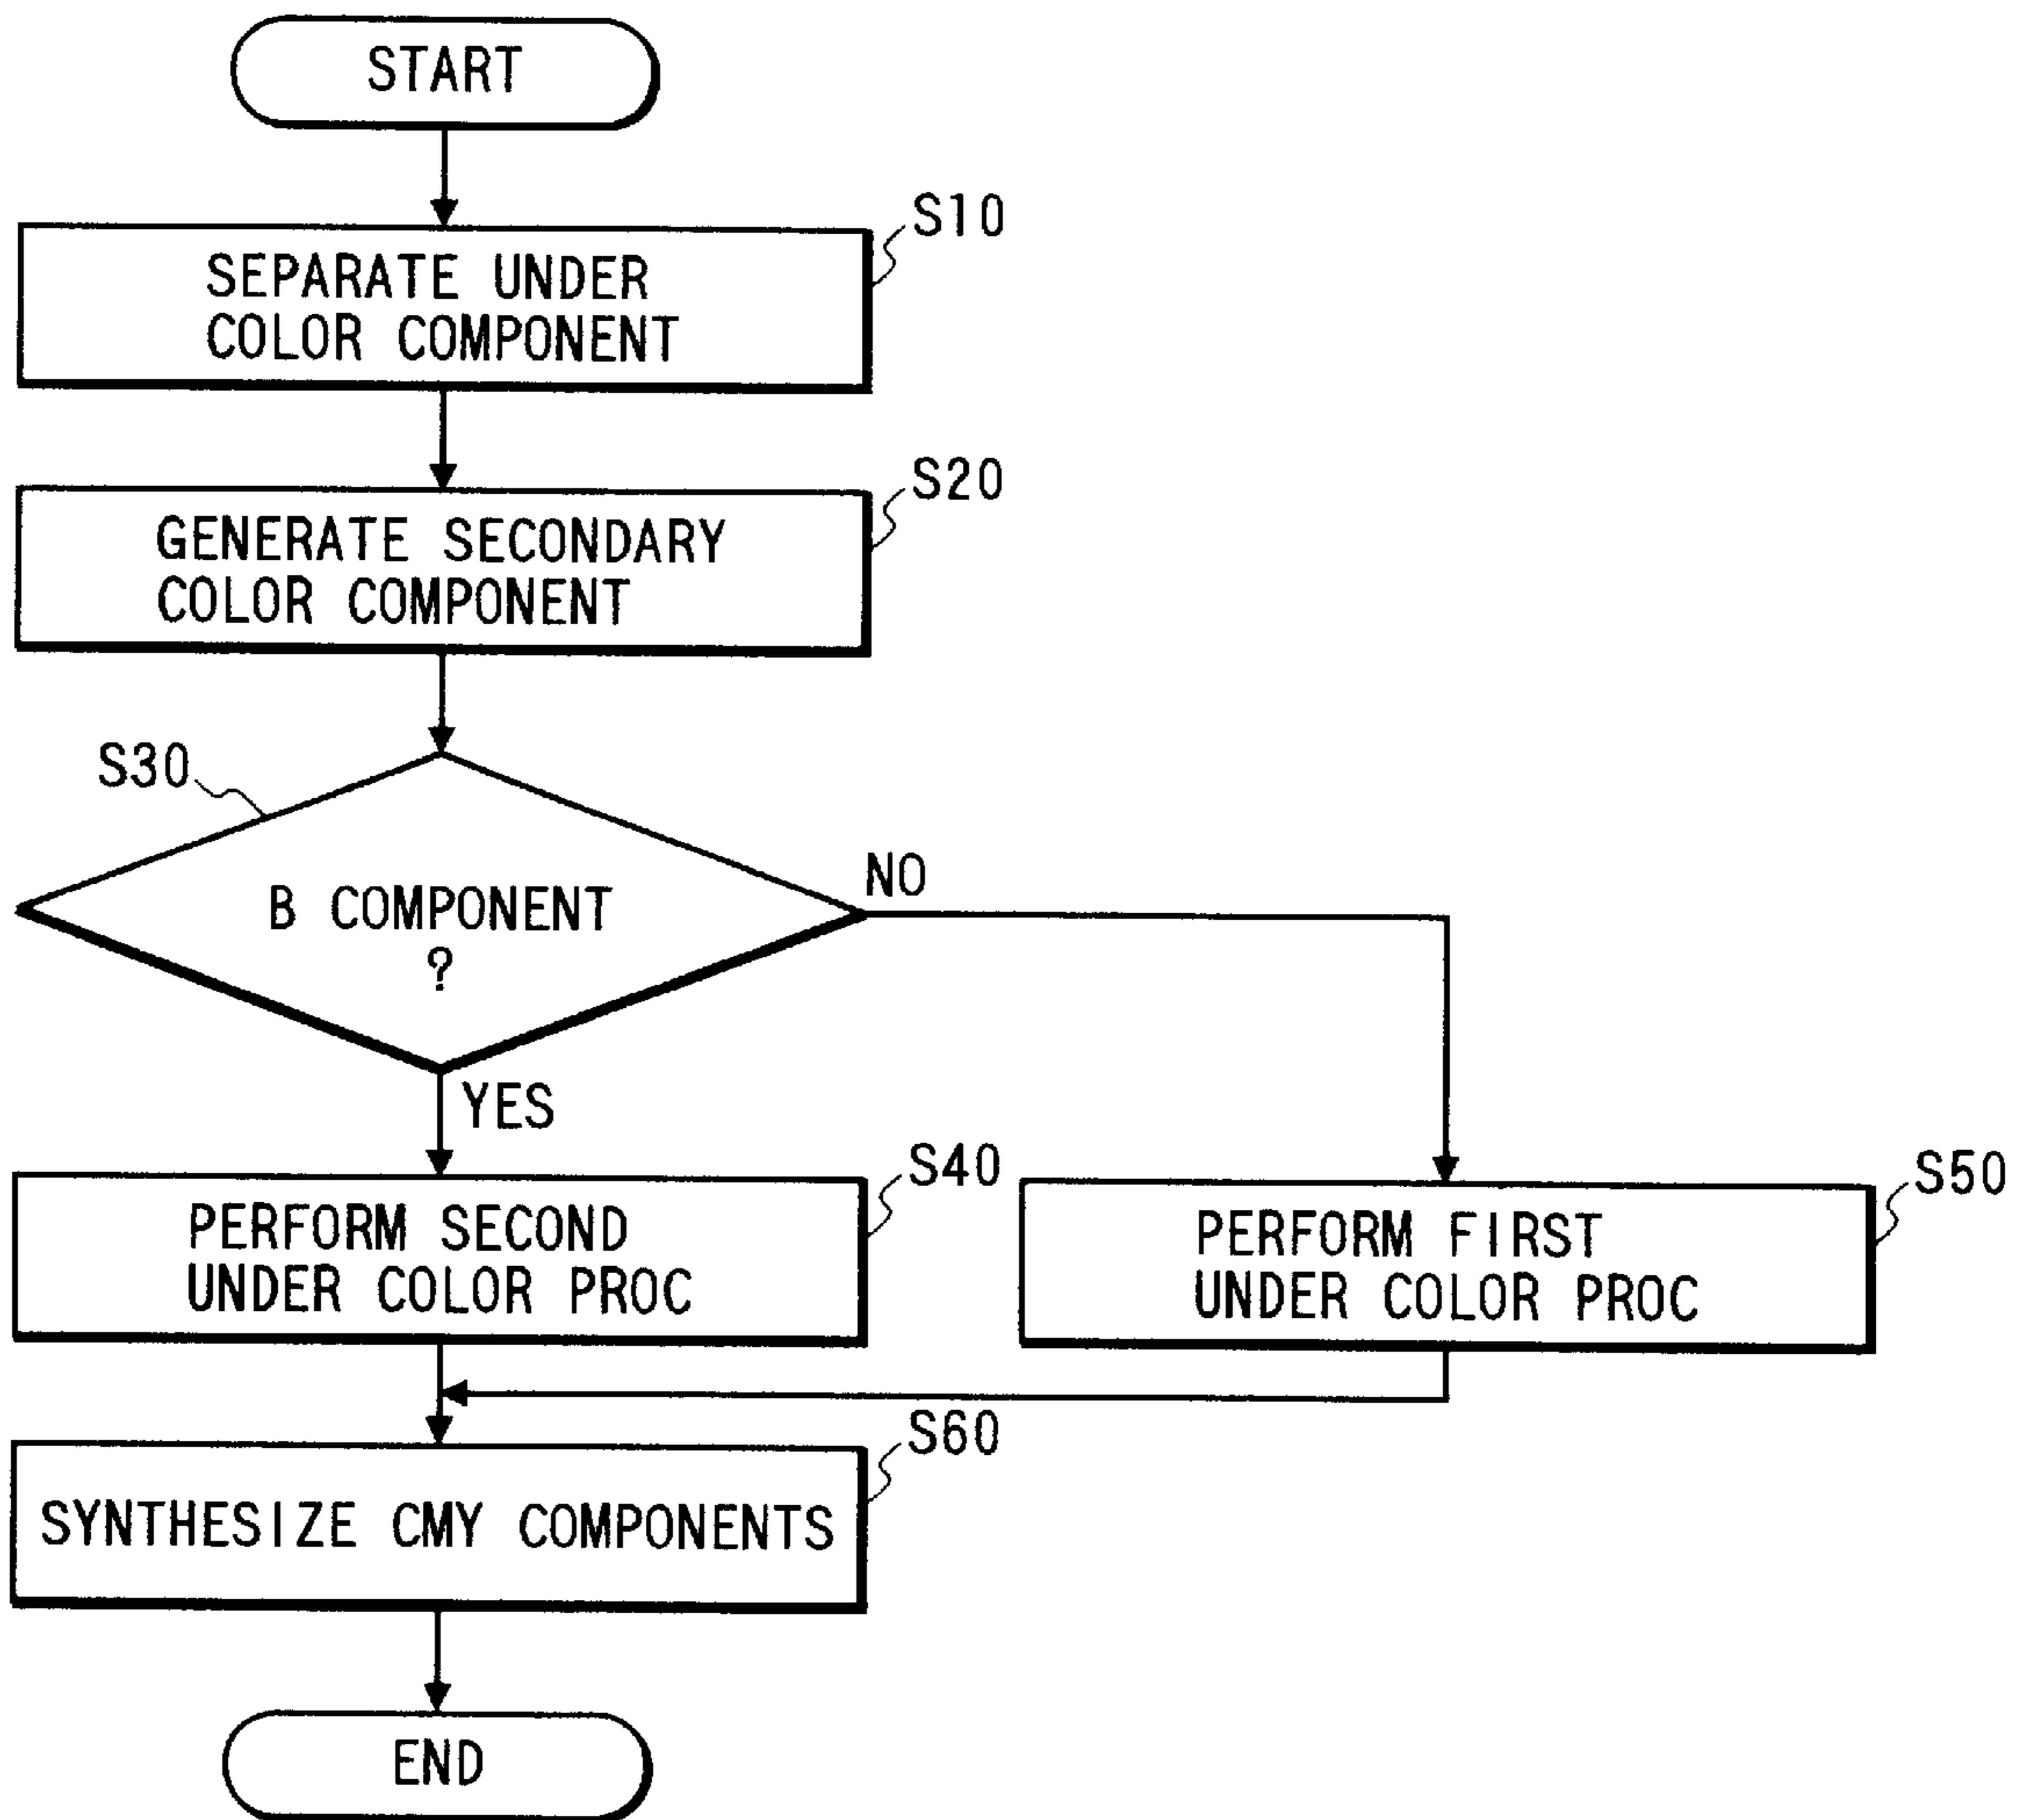 START
S10
SEPARATE UNDER
COLOR COMPONENT
S20
GENERATE SECONDARY
COLOR COMPONENT
S30
B COMPONENT
?
NO
YES
S40
PERFORM SECOND
UNDER COLOR PROC
S50
PERFORM FIRST
UNDER COLOR PROC
S60
SYNTHESIZE CMY COMPONENTS
END